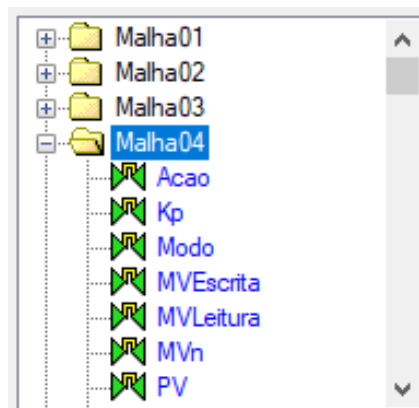 Malha01
Malha02
Malha03
Malha04
Acao
Kp
Modo
MVEscrita
MVLeitura
MVn
PV